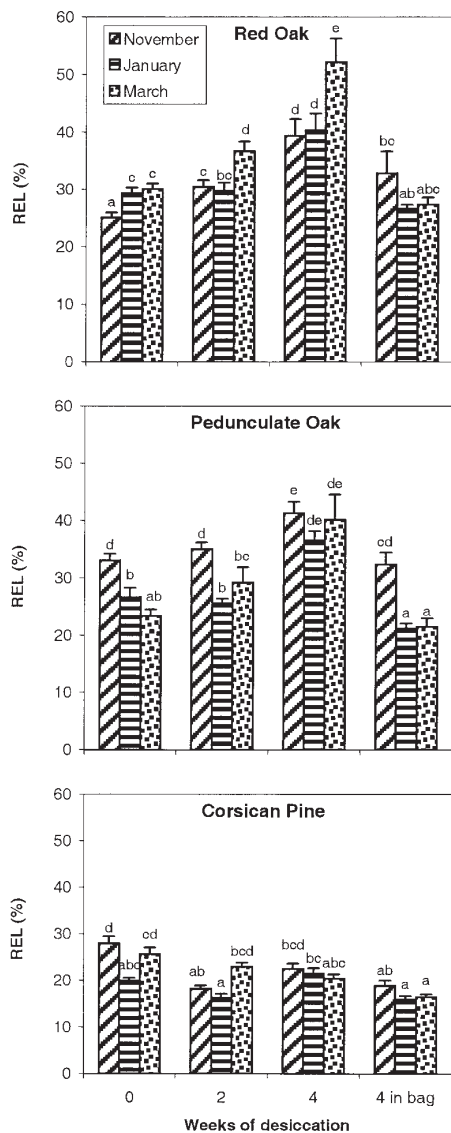 60
Red Oak
November
January
March
50
40
30
20
10
0
REL (%)
a c c
c bc d
d d e
bc ab abc
60
Pedunculate Oak
50
40
30
20
10
0
REL (%)
d b ab
d b bc
e de de
cd a a
60
Corsican Pine
50
40
30
20
10
0
REL (%)
d abc cd
ab a bcd
bcd bc abc
ab a a
0 2 4 4 in bag
Weeks of desiccation